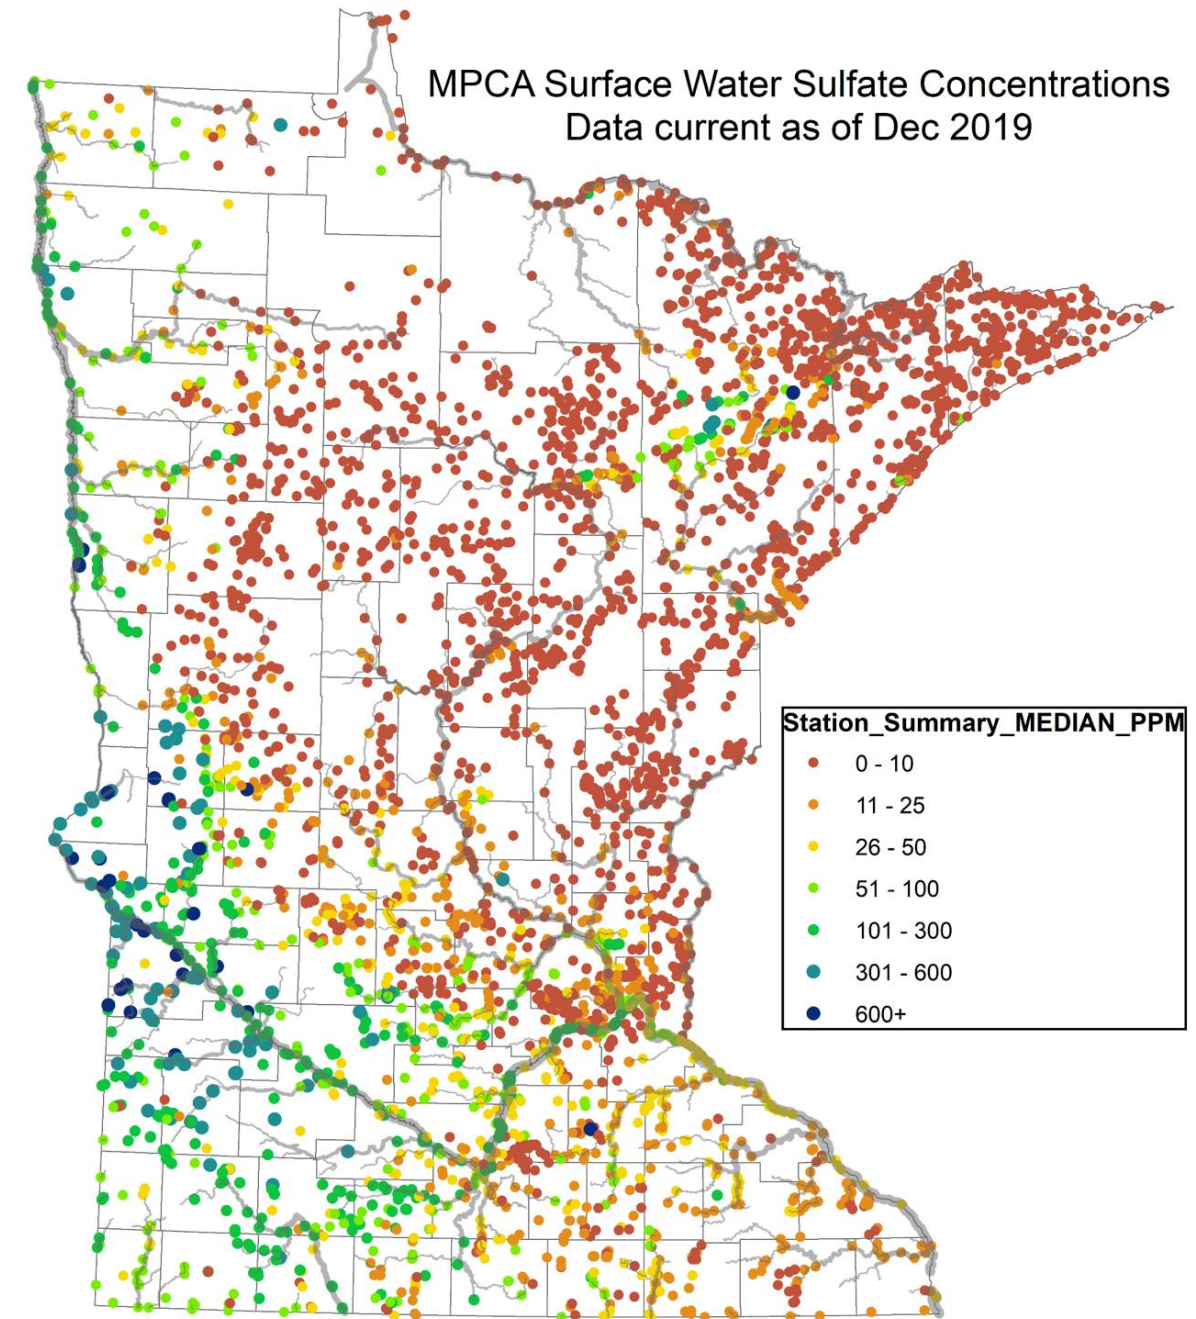 MPCA Surface Water Sulfate Concentrations
Data current as of Dec 2019
Station_Summary_MEDIAN_PPM
0 - 10
11 - 25
26 - 50
51 - 100
101 - 300
301 - 600
600+